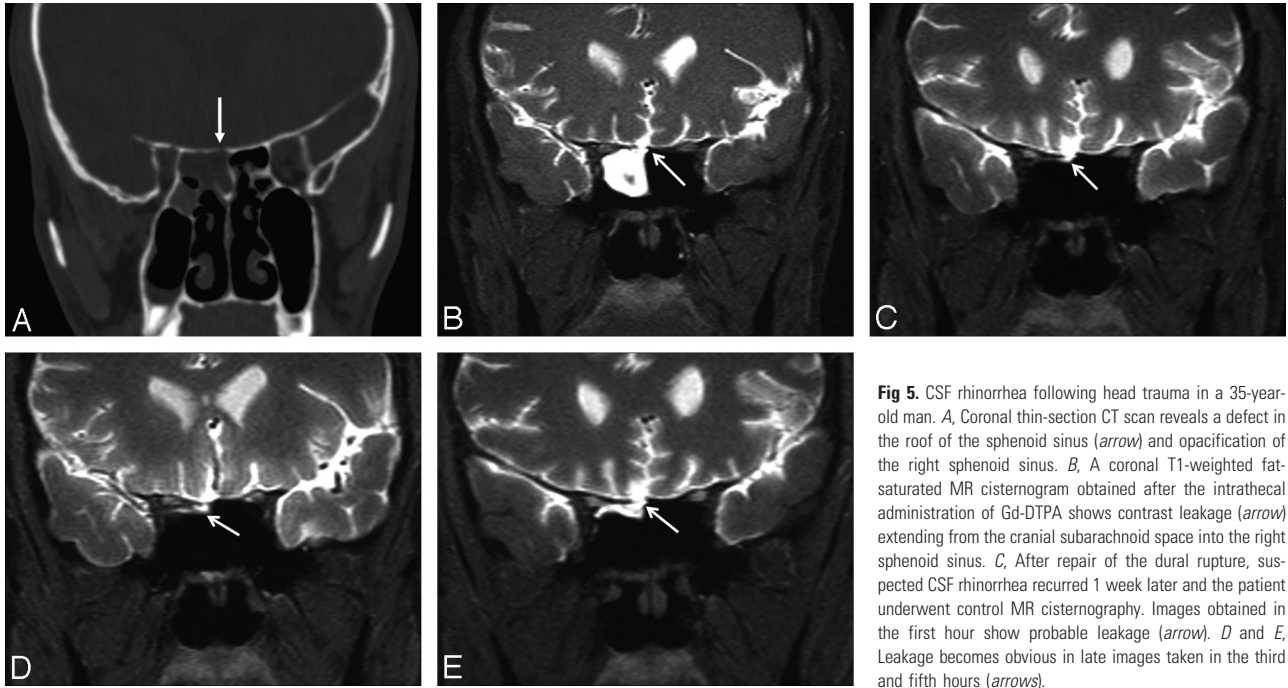 A
B
C
D
E
Fig 5. CSF rhinorrhea following head trauma in a 35-year-
old man. A, Coronal thin-section CT scan reveals a defect in
the roof of the sphenoid sinus (arrow) and opacification of
the right sphenoid sinus. B, A coronal T1-weighted fat-
saturated MR cisternogram obtained after the intrathecal
administration of Gd-DTPA shows contrast leakage (arrow)
extending from the cranial subarachnoid space into the right
sphenoid sinus. C, After repair of the dural rupture, sus-
pected CSF rhinorrhea recurred 1 week later and the patient
underwent control MR cisternography. Images obtained in
the first hour show probable leakage (arrow). D and E,
Leakage becomes obvious in late images taken in the third
and fifth hours (arrows).